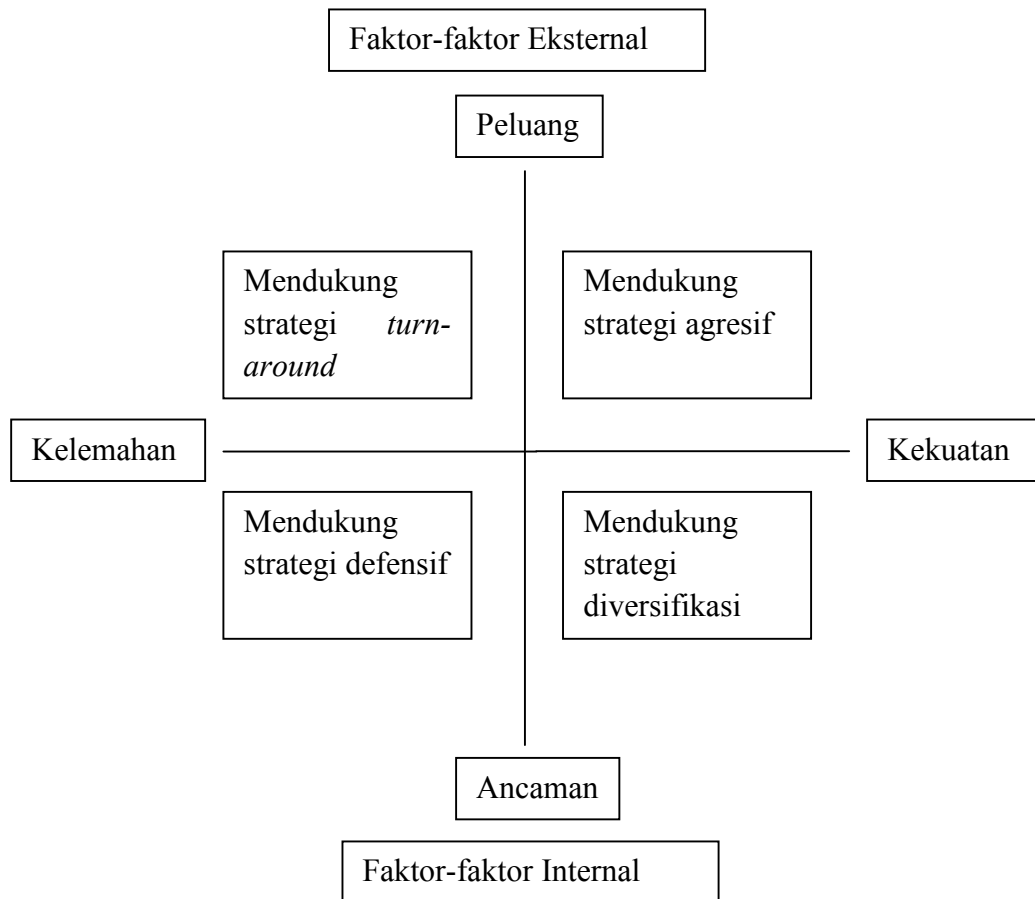 Faktor-faktor Eksternal
Peluang
Mendukung
strategi turn-
around
Mendukung
strategi agresif
Kelemahan
Kekuatan
Mendukung
strategi defensif
Mendukung
strategi
diversifikasi
Ancaman
Faktor-faktor Internal